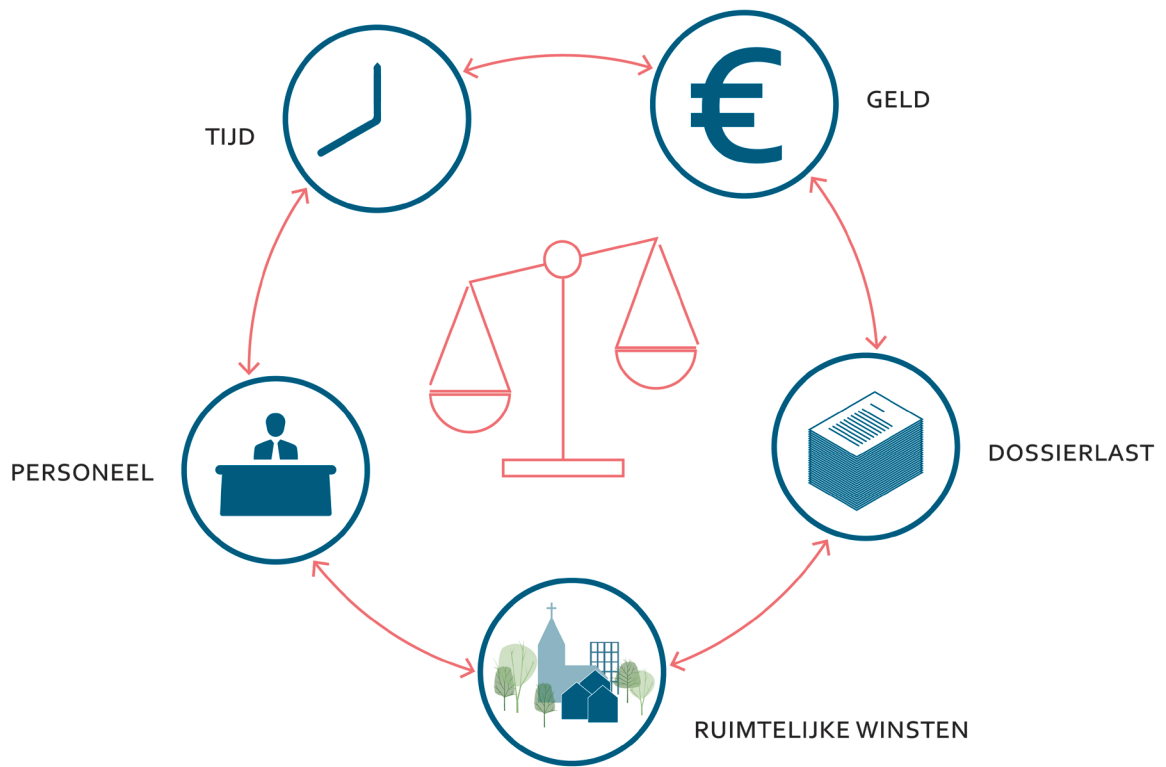 TIJD
€
GELD
PERSONEEL
DOSSIERLAST
RUIMTELIJKE WINSTEN